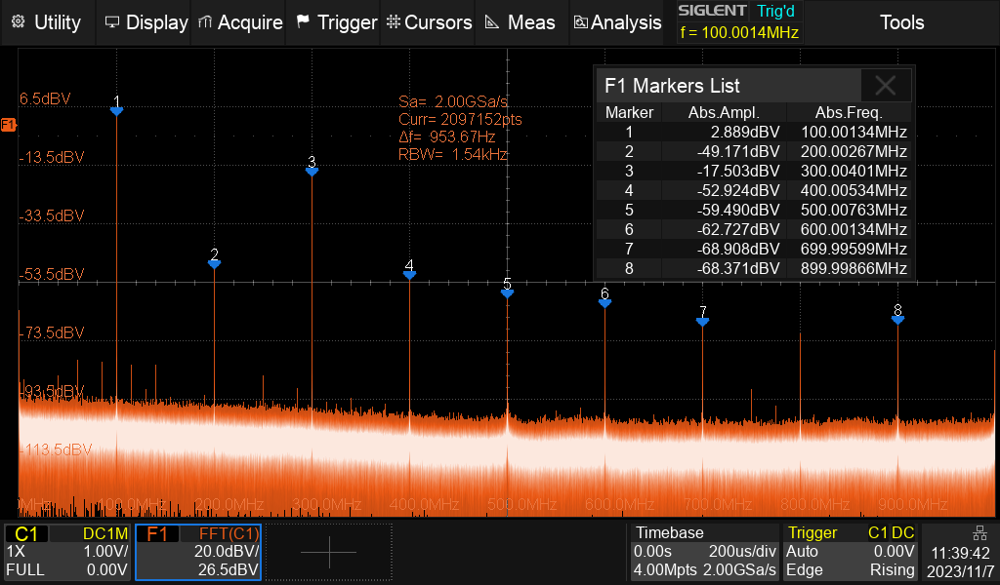 Utility Display Acquire Trigger Cursors Meas Analysis SIGLENT Trig'd Tools
f = 100.0014MHz
6.5dBV
-13.5dBV
-33.5dBV
-53.5dBV
-73.5dBV
-93.5dBV
-113.5dBV
F1
1
2
3
4
5
6
7
8
Sa= 2.00GSa/s
Curr= 2097152pts
Δf= 953.67Hz
RBW= 1.54kHz
F1 Markers List
Marker Abs.Ampl. Abs.Freq.
1 2.889dBV 100.00134MHz
2 -49.171dBV 200.00267MHz
3 -17.503dBV 300.00401MHz
4 -52.924dBV 400.00534MHz
5 -59.490dBV 500.00763MHz
6 -62.727dBV 600.00134MHz
7 -68.908dBV 699.99599MHz
8 -68.371dBV 899.99866MHz
MHz 100.0MHz 200.0MHz 300.0MHz 400.0MHz 500.0MHz 600.0MHz 700.0MHz 900.0MHz
C1 DC1M
1X 1.00V/
FULL 0.00V
F1 FFT(C1)
20.0dBV/
26.5dBV
Timebase
0.00s 200us/div
4.00Mpts 2.00GSa/s
Trigger C1 DC
Auto 0.00V
Edge Rising
11:39:42
2023/11/7